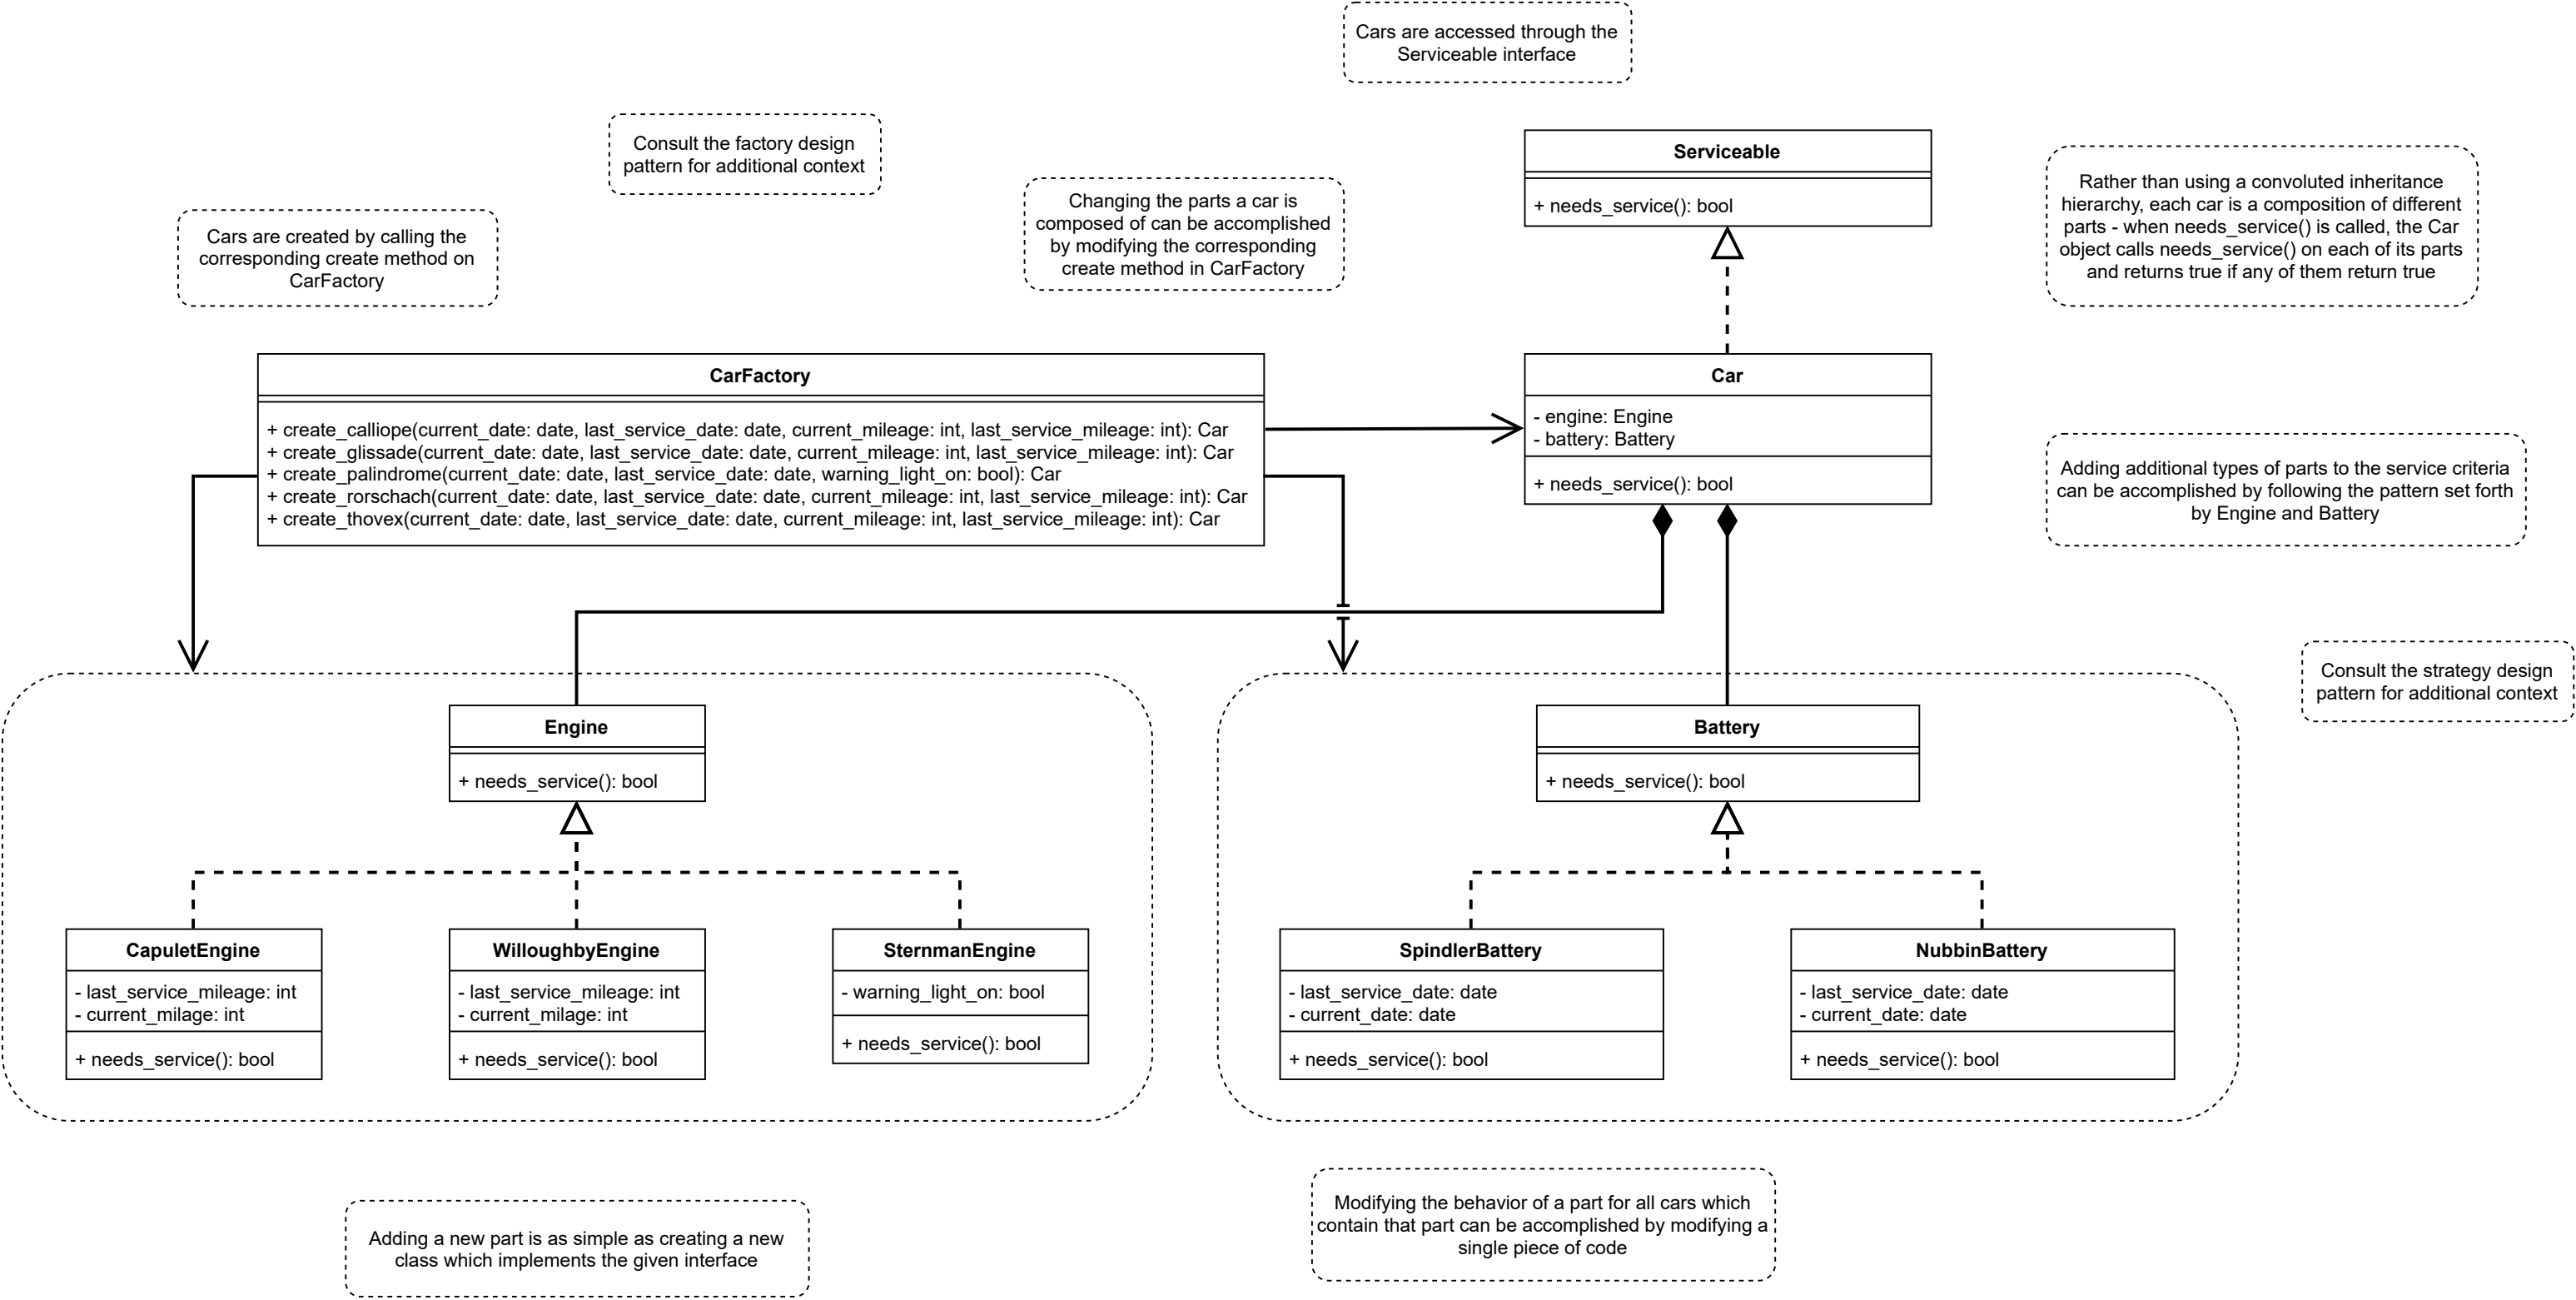 Cars are accessed through the
Serviceable interface
Consult the factory design
pattern for additional context
Changing the parts a car is
composed of can be accomplished
by modifying the corresponding
create method in CarFactory
Cars are created by calling the
corresponding create method on
CarFactory
Serviceable
+ needs_service(): bool
Rather than using a convoluted inheritance
hierarchy, each car is a composition of different
parts - when needs_service() is called, the Car
object calls needs_service() on each of its parts
and returns true if any of them return true
CarFactory
+ create_calliope(current_date: date, last_service_date: date, current_mileage: int, last_service_mileage: int): Car
+ create_glissade(current_date: date, last_service_date: date, current_mileage: int, last_service_mileage: int): Car
+ create_palindrome(current_date: date, last_service_date: date, warning_light_on: bool): Car
+ create_rorschach(current_date: date, last_service_date: date, current_mileage: int, last_service_mileage: int): Car
+ create_thovex(current_date: date, last_service_date: date, current_mileage: int, last_service_mileage: int): Car
Car
- engine: Engine
- battery: Battery
+ needs_service(): bool
Adding additional types of parts to the service criteria
can be accomplished by following the pattern set forth
by Engine and Battery
Consult the strategy design
pattern for additional context
Engine
+ needs_service(): bool
Battery
+ needs_service(): bool
CapuletEngine
- last_service_mileage: int
- current_milage: int
+ needs_service(): bool
WilloughbyEngine
- last_service_mileage: int
- current_milage: int
+ needs_service(): bool
SternmanEngine
- warning_light_on: bool
+ needs_service(): bool
SpindlerBattery
- last_service_date: date
- current_date: date
+ needs_service(): bool
NubbinBattery
- last_service_date: date
- current_date: date
+ needs_service(): bool
Adding a new part is as simple as creating a new
class which implements the given interface
Modifying the behavior of a part for all cars which
contain that part can be accomplished by modifying a
single piece of code